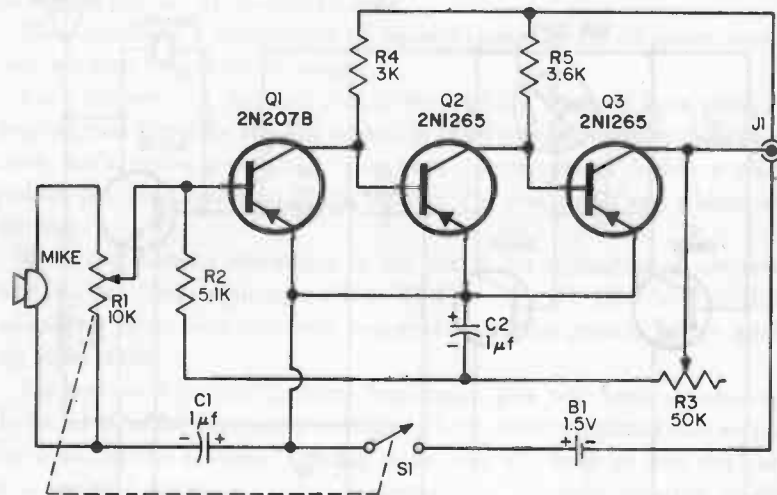 R4
3K
R5
3.6K
Q1
2N207B
Q2
2N1265
Q3
2N1265
J1
MIKE
R1
10K
R2
5.1K
+
-
C2
1µf
C1
1µf
- +
S1
B1
1.5V
+ -
R3
50K